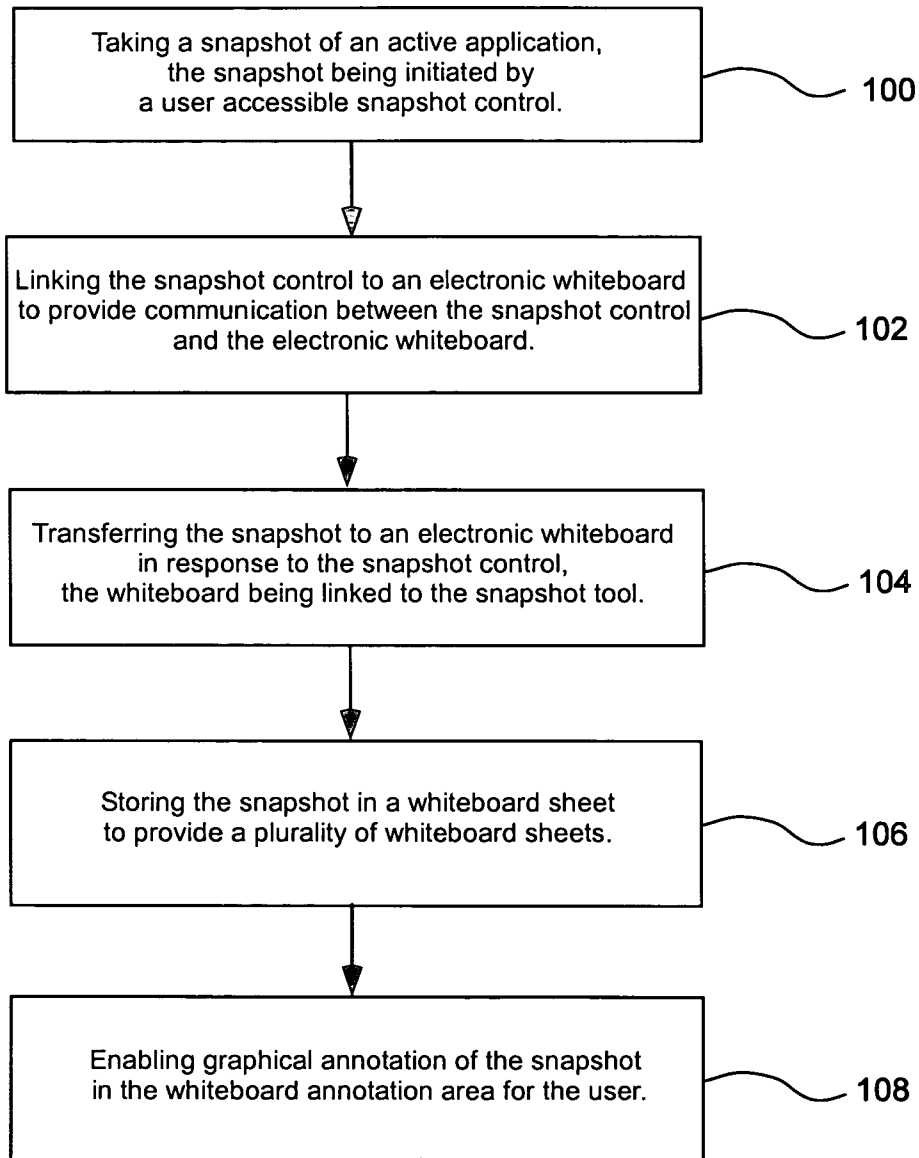 Taking a snapshot of an active application,
the snapshot being initiated by
a user accessible snapshot control.
100
Linking the snapshot control to an electronic whiteboard
to provide communication between the snapshot control
and the electronic whiteboard.
102
Transferring the snapshot to an electronic whiteboard
in response to the snapshot control,
the whiteboard being linked to the snapshot tool.
104
Storing the snapshot in a whiteboard sheet
to provide a plurality of whiteboard sheets.
106
Enabling graphical annotation of the snapshot
in the whiteboard annotation area for the user.
108